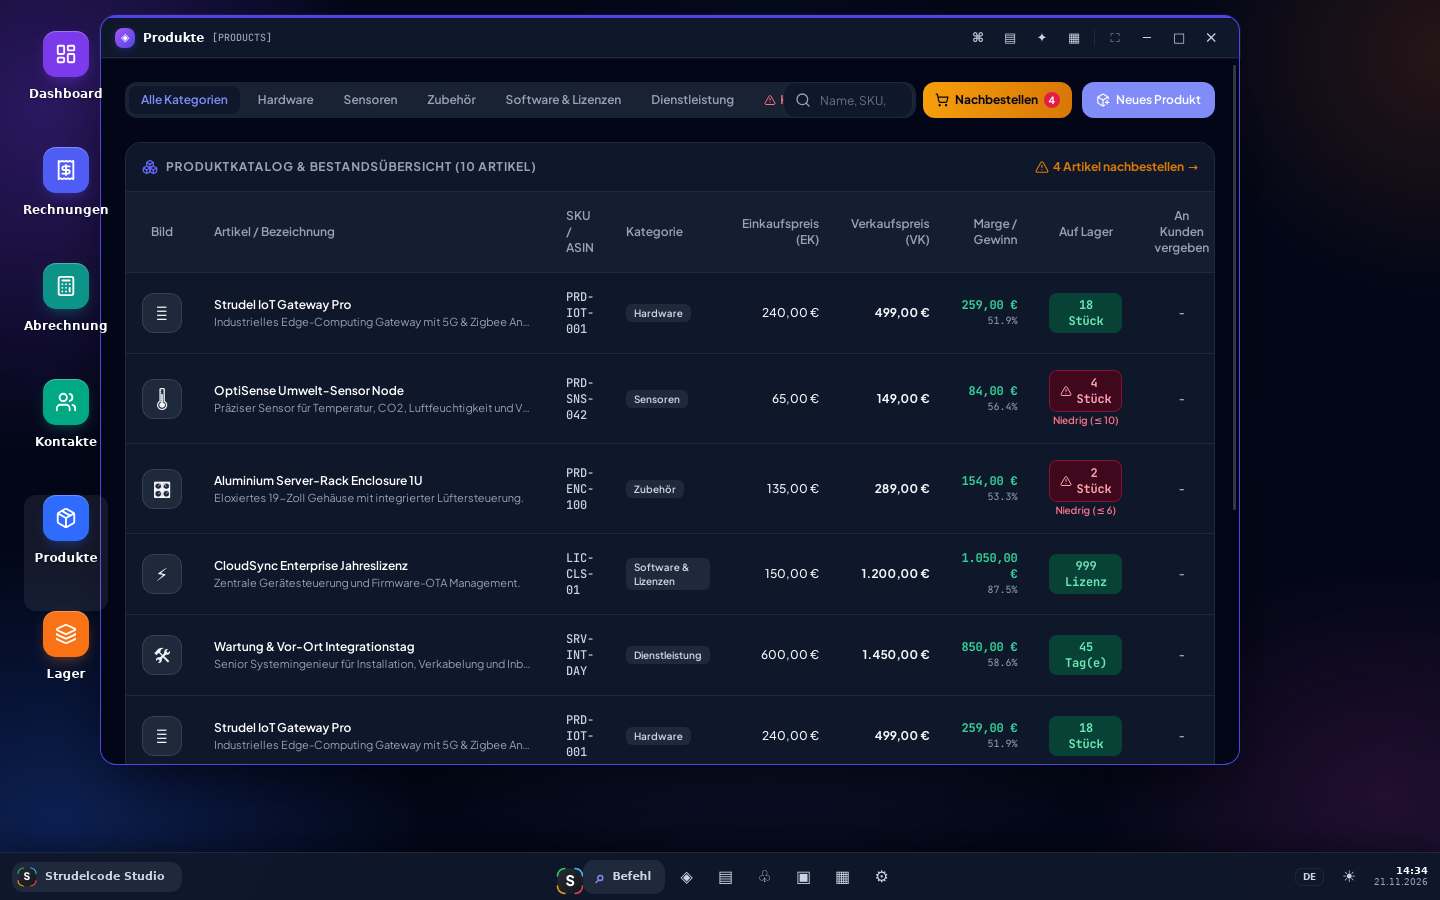 Dashboard
Rechnungen
Abrechnung
Kontakte
Produkte
Lager
Produkte [PRODUCTS]
Alle Kategorien Hardware Sensoren Zubehör Software & Lizenzen Dienstleistung Name, SKU, Nachbestellen 4 Neues Produkt
PRODUKTKATALOG & BESTANDSÜBERSICHT (10 ARTIKEL) 4 Artikel nachbestellen →
Bild Artikel / Bezeichnung SKU / ASIN Kategorie Einkaufspreis (EK) Verkaufspreis (VK) Marge / Gewinn Auf Lager An Kunden vergeben
Strudel IoT Gateway Pro
Industrielles Edge-Computing Gateway mit 5G & Zigbee An...
PRD-IOT-001 Hardware 240,00 € 499,00 € 259,00 € 51.9% 18 Stück -
OptiSense Umwelt-Sensor Node
Präziser Sensor für Temperatur, CO2, Luftfeuchtigkeit und V...
PRD-SNS-042 Sensoren 65,00 € 149,00 € 84,00 € 56.4% 4 Stück Niedrig (≤ 10) -
Aluminium Server-Rack Enclosure 1U
Eloxiertes 19-Zoll Gehäuse mit integrierter Lüftersteuerung.
PRD-ENC-100 Zubehör 135,00 € 289,00 € 154,00 € 53.3% 2 Stück Niedrig (≤ 6) -
CloudSync Enterprise Jahreslizenz
Zentrale Gerätesteuerung und Firmware-OTA Management.
LIC-CLS-01 Software & Lizenzen 150,00 € 1.200,00 € 1.050,00 € 87.5% 999 Lizenz -
Wartung & Vor-Ort Integrationstag
Senior Systemingenieur für Installation, Verkabelung und Inb...
SRV-INT-DAY Dienstleistung 600,00 € 1.450,00 € 850,00 € 58.6% 45 Tag(e) -
Strudel IoT Gateway Pro
Industrielles Edge-Computing Gateway mit 5G & Zigbee An...
PRD-IOT-001 Hardware 240,00 € 499,00 € 259,00 € 51.9% 18 Stück -
S Strudelcode Studio S Befehl DE 14:34
21.11.2026